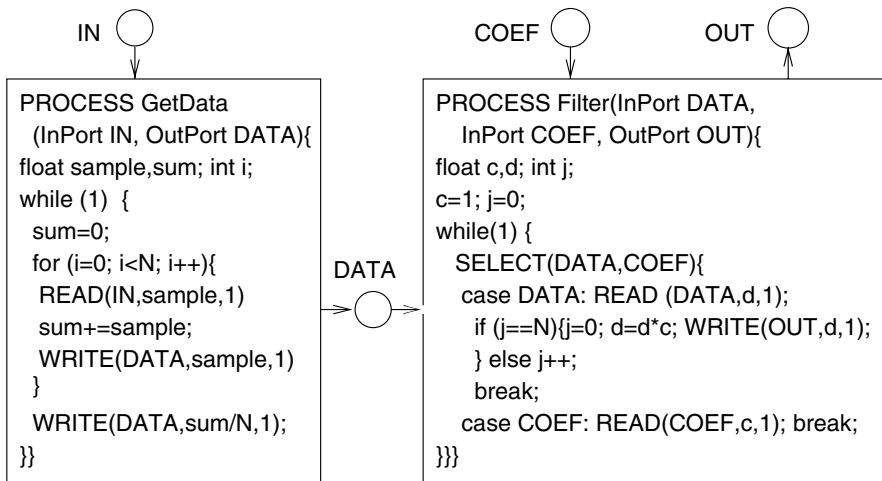 IN
COEF
OUT
PROCESS GetData
(InPort IN, OutPort DATA){
float sample,sum; int i;
while (1) {
sum=0;
for (i=0; i<N; i++){
READ(IN,sample,1)
sum+=sample;
WRITE(DATA,sample,1)
}
WRITE(DATA,sum/N,1);
}}
DATA
PROCESS Filter(InPort DATA,
InPort COEF, OutPort OUT){
float c,d; int j;
c=1; j=0;
while(1) {
SELECT(DATA,COEF){
case DATA: READ (DATA,d,1);
if (j==N){j=0; d=d*c; WRITE(OUT,d,1);
} else j++;
break;
case COEF: READ(COEF,c,1); break;
}}}